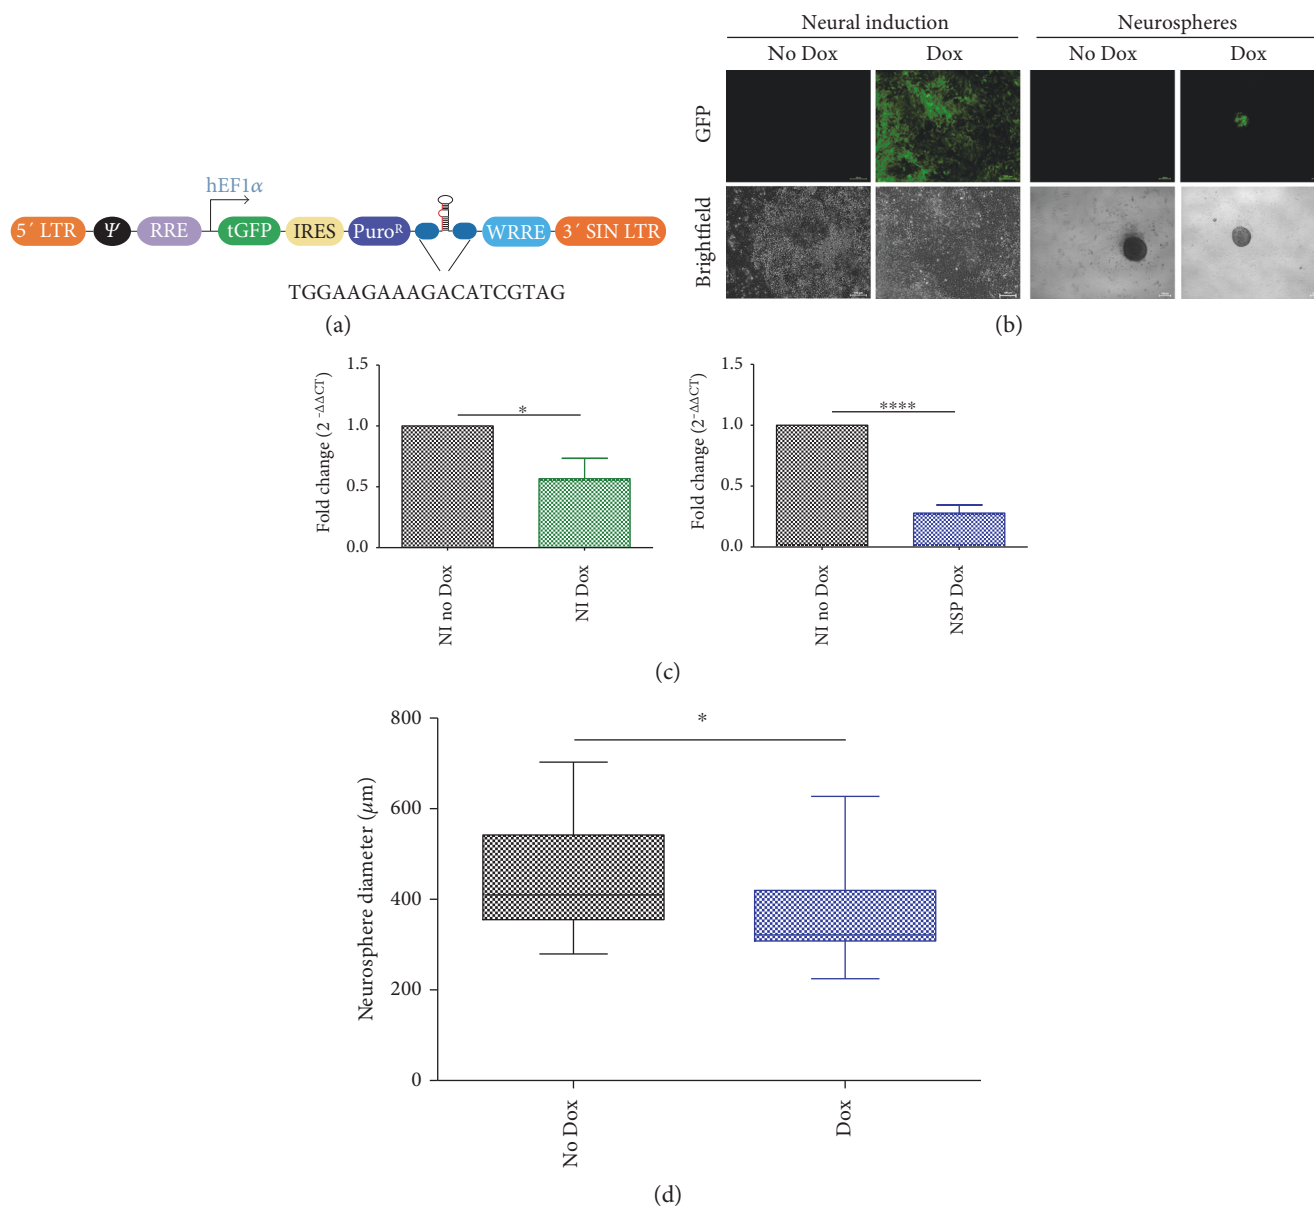 hEF1α
5′ LTR Ψ RRE tGFP IRES Puroᴿ WRRE 3′ SIN LTR
TGGAAGAAAGACATCGTAG
(a)
Neural induction Neurospheres
No Dox Dox No Dox Dox
GFP
Brightfield
(b)
Fold change (2⁻ΔΔCT)
1.5
1.0
0.5
0.0
*
NI no Dox
NI Dox
Fold change (2⁻ΔΔCT)
1.5
1.0
0.5
0.0
****
NI no Dox
NSP Dox
(c)
Neurosphere diameter (μm)
800
600
400
200
0
*
No Dox
Dox
(d)